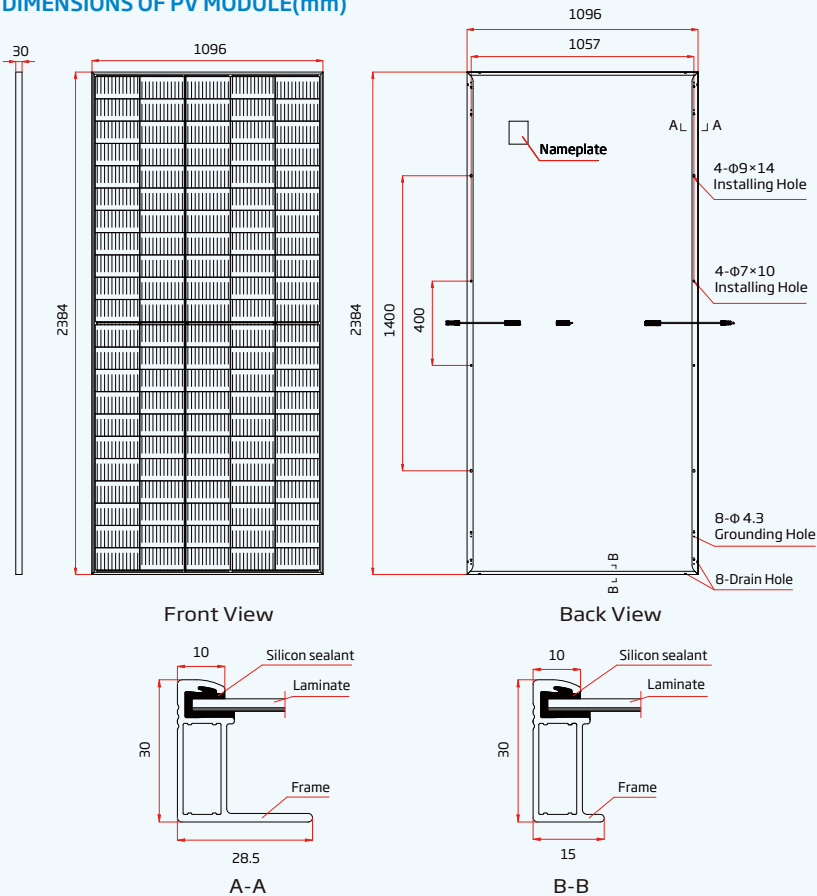 DIMENSIONS OF PV MODULE(mm)
30
1096
2384
Front View
1096
1057
2384
1400
400
Nameplate
A
A
4-Φ9×14
Installing Hole
4-Φ7×10
Installing Hole
8-Φ 4.3
Grounding Hole
8-Drain Hole
B
B
Back View
10
Silicon sealant
Laminate
30
Frame
28.5
A-A
10
Silicon sealant
Laminate
30
Frame
15
B-B